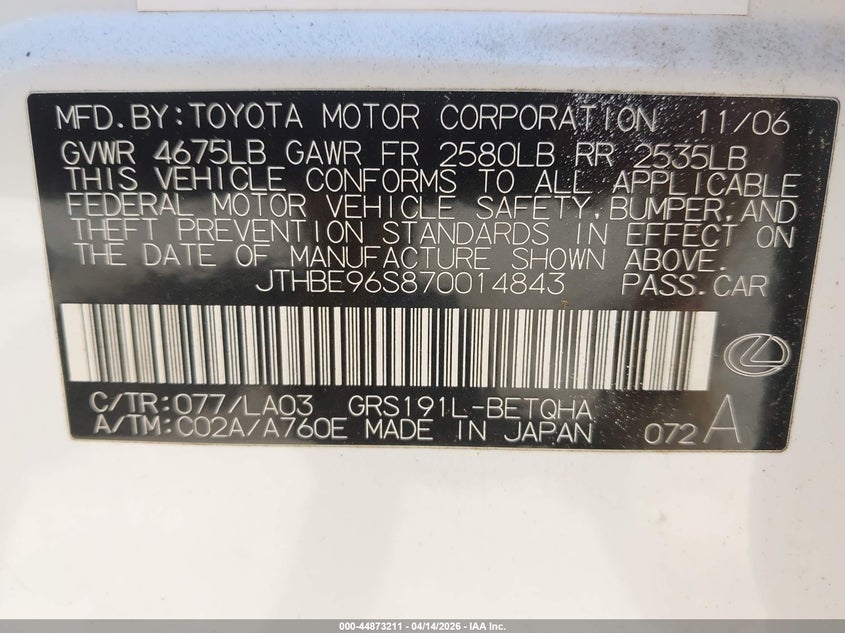 MFD.BY:TOYOTA MOTOR CORPORATION 11/06
GVWR 4675LB GAWR FR 2580LB RR 2535LB
THIS VEHICLE CONFORMS TO ALL APPLICABLE
FEDERAL MOTOR VEHICLE SAFETY,BUMPER,AND
THEFT PREVENTION STANDARDS IN EFFECT ON
THE DATE OF MANUFACTURE SHOWN ABOVE.
JTHBE96S870014843 PASS.CAR
C/TR:077/LA03 GRS191L-BETQHA
A/TM:C02A/A760E MADE IN JAPAN 072 A
000-44873211 | 04/14/2026 | IAA Inc.